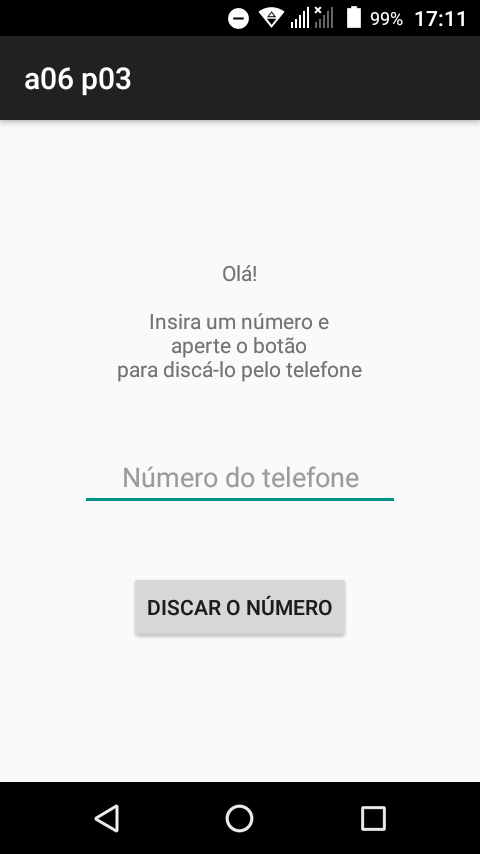 99% 17:11
a06 p03
Olá!
Insira um número e
aperte o botão
para discá-lo pelo telefone
Número do telefone
DISCAR O NÚMERO